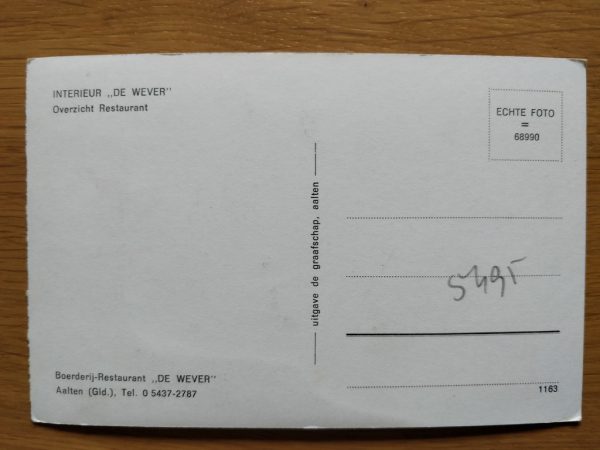 INTERIEUR „DE WEVER"
Overzicht Restaurant
ECHTE FOTO
=
68990
uitgave de graafschap, aalten
Boerderij-Restaurant „DE WEVER"
Aalten (Gld.), Tel. 0 5437-2787
1163